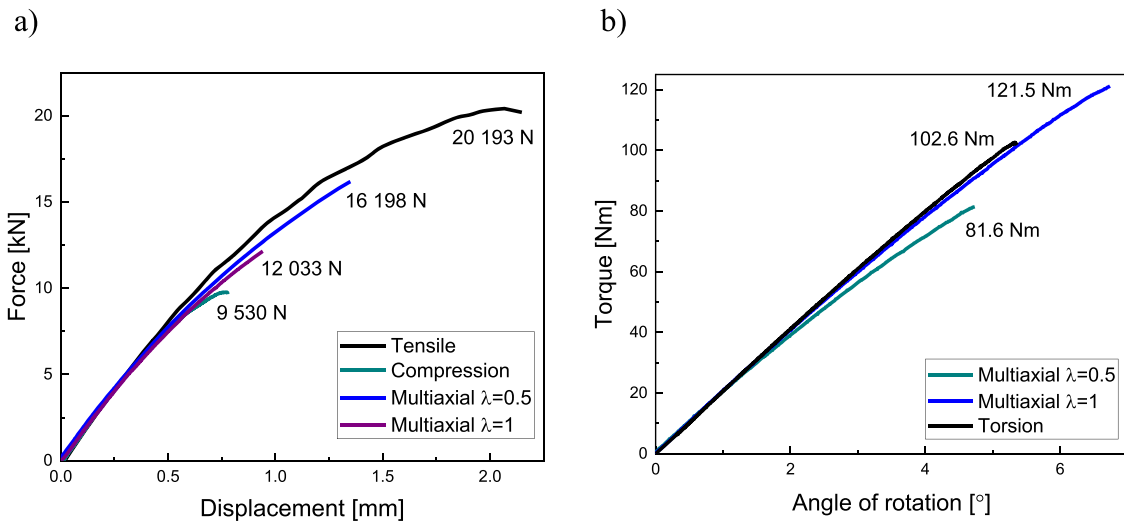 a)
20
15
10
5
0
Force [kN]
20 193 N
16 198 N
12 033 N
9 530 N
Tensile
Compression
Multiaxial λ=0.5
Multiaxial λ=1
0.0 0.5 1.0 1.5 2.0
Displacement [mm]
b)
120
100
80
60
40
20
0
Torque [Nm]
121.5 Nm
102.6 Nm
81.6 Nm
Multiaxial λ=0.5
Multiaxial λ=1
Torsion
0 2 4 6
Angle of rotation [°]